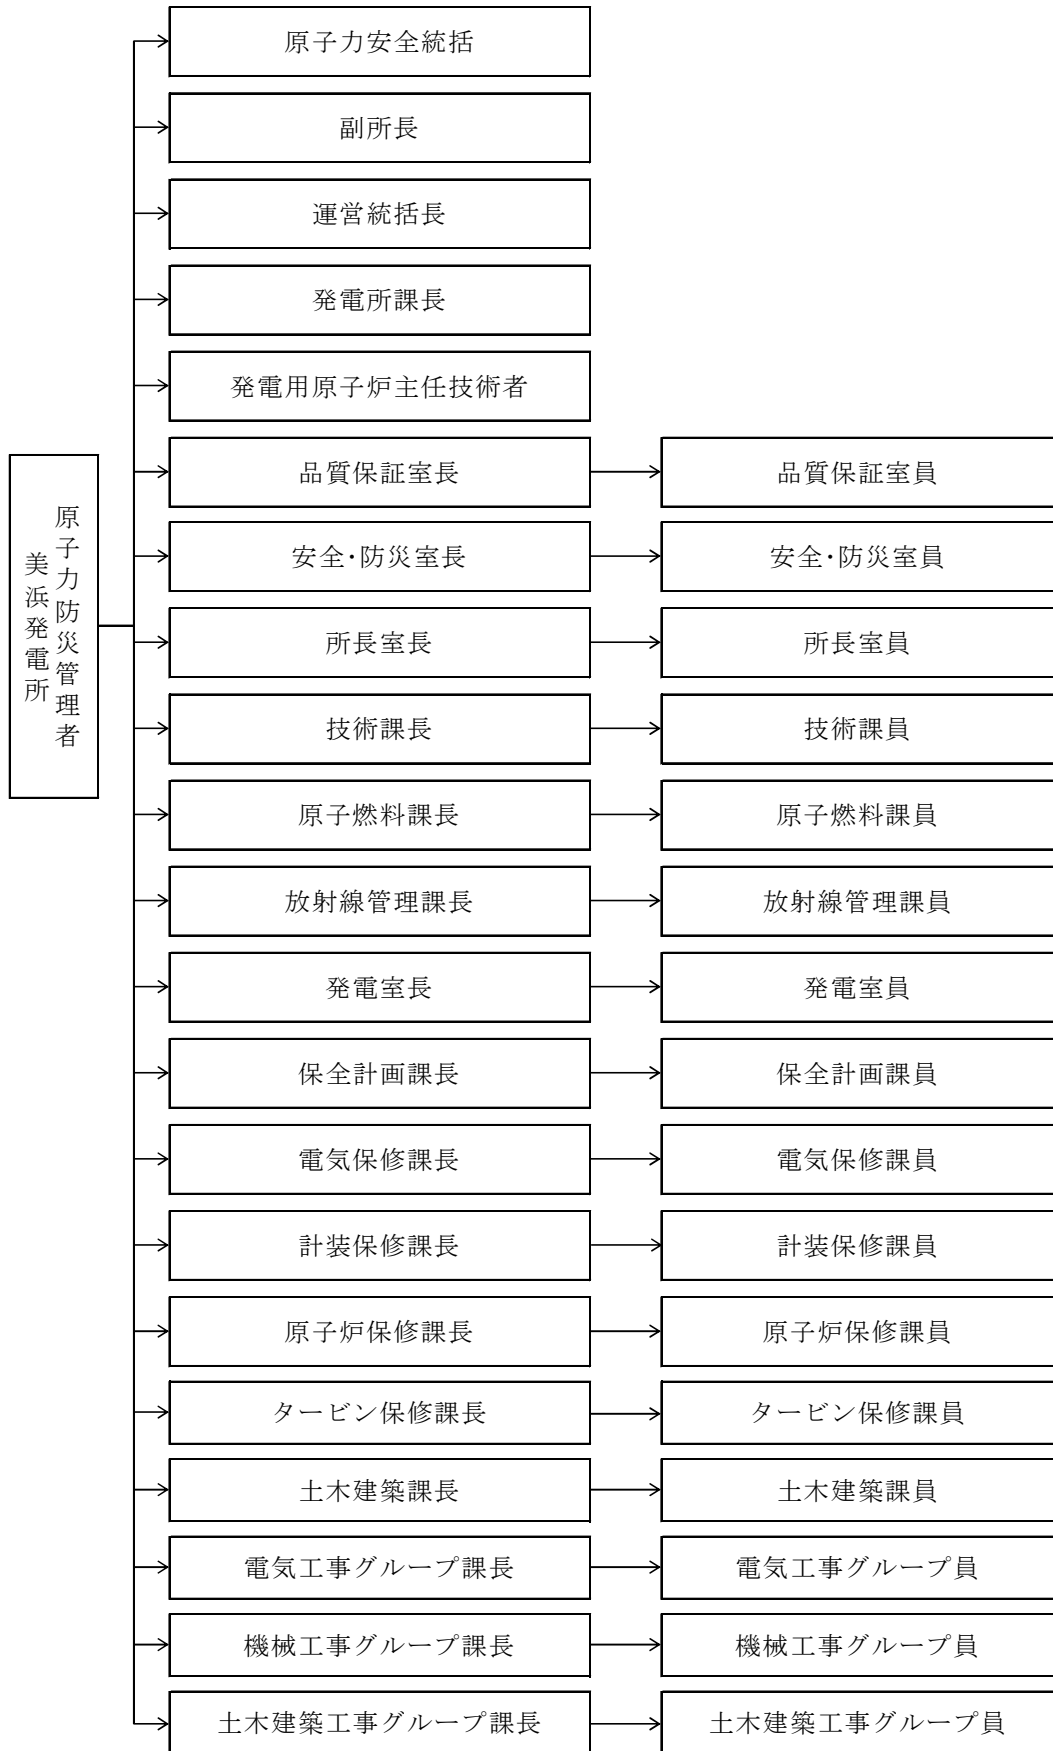 原子力安全統括
副所長
運営統括長
発電所課長
発電用原子炉主任技術者
美浜発電所
原子力防災管理者
品質保証室長
品質保証室員
安全・防災室長
安全・防災室員
所長室長
所長室員
技術課長
技術課員
原子燃料課長
原子燃料課員
放射線管理課長
放射線管理課員
発電室長
発電室員
保全計画課長
保全計画課員
電気保修課長
電気保修課員
計装保修課長
計装保修課員
原子炉保修課長
原子炉保修課員
タービン保修課長
タービン保修課員
土木建築課長
土木建築課員
電気工事グループ課長
電気工事グループ員
機械工事グループ課長
機械工事グループ員
土木建築工事グループ課長
土木建築工事グループ員